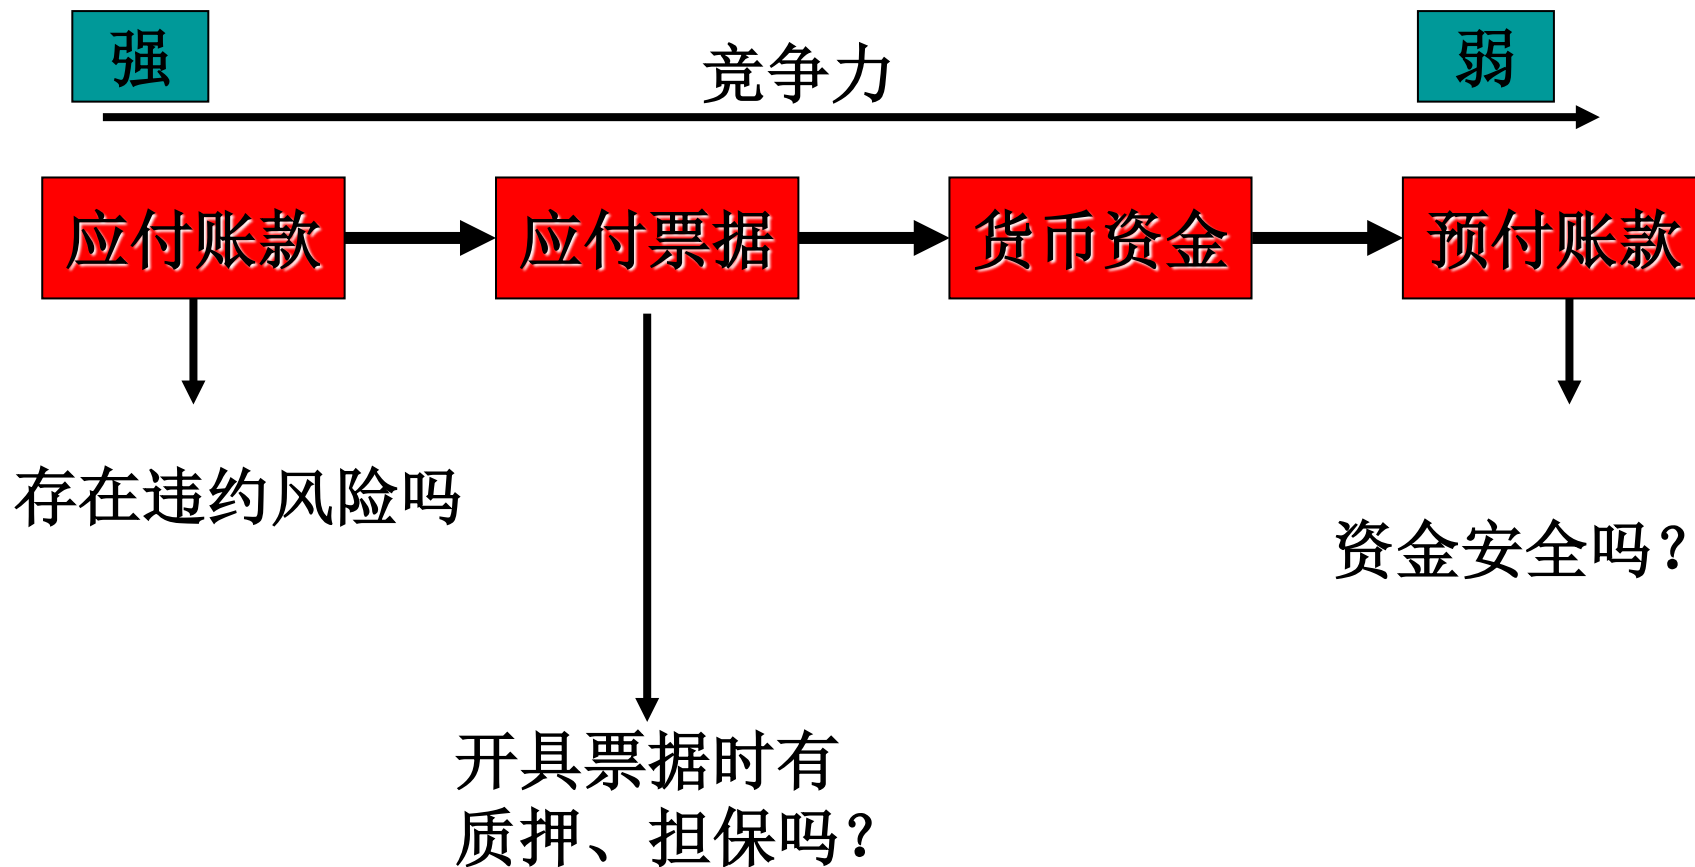 强
竞争力
弱
应付账款
应付票据
货币资金
预付账款
存在违约风险吗
资金安全吗?
开具票据时有
质押、担保吗?